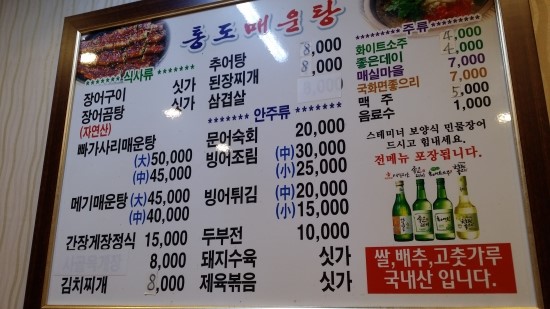 통도매운탕
식사류
장어구이 싯가
장어곰탕 싯가
(자연산)
빠가사리매운탕
(大) 50,000
(中) 45,000
메기매운탕 (大) 45,000
(中) 40,000
간장게장정식 15,000
8,000
김치찌개 8,000
추어탕 8,000
된장찌개 8,000
삼겹살 8,000
안주류
문어숙회 20,000
빙어조림 (中) 30,000
(小) 25,000
빙어튀김 (中) 20,000
(小) 15,000
두부전 10,000
돼지수육 싯가
제육볶음 싯가
주류
화이트소주 4,000
좋은데이 4,000
매실마을 7,000
국화면좋으리 7,000
맥 주 5,000
음료수 1,000
스테미너 보양식 민물장어
드시고 힘내세요.
전메뉴 포장됩니다.
쌀,배추,고춧가루
국내산 입니다.